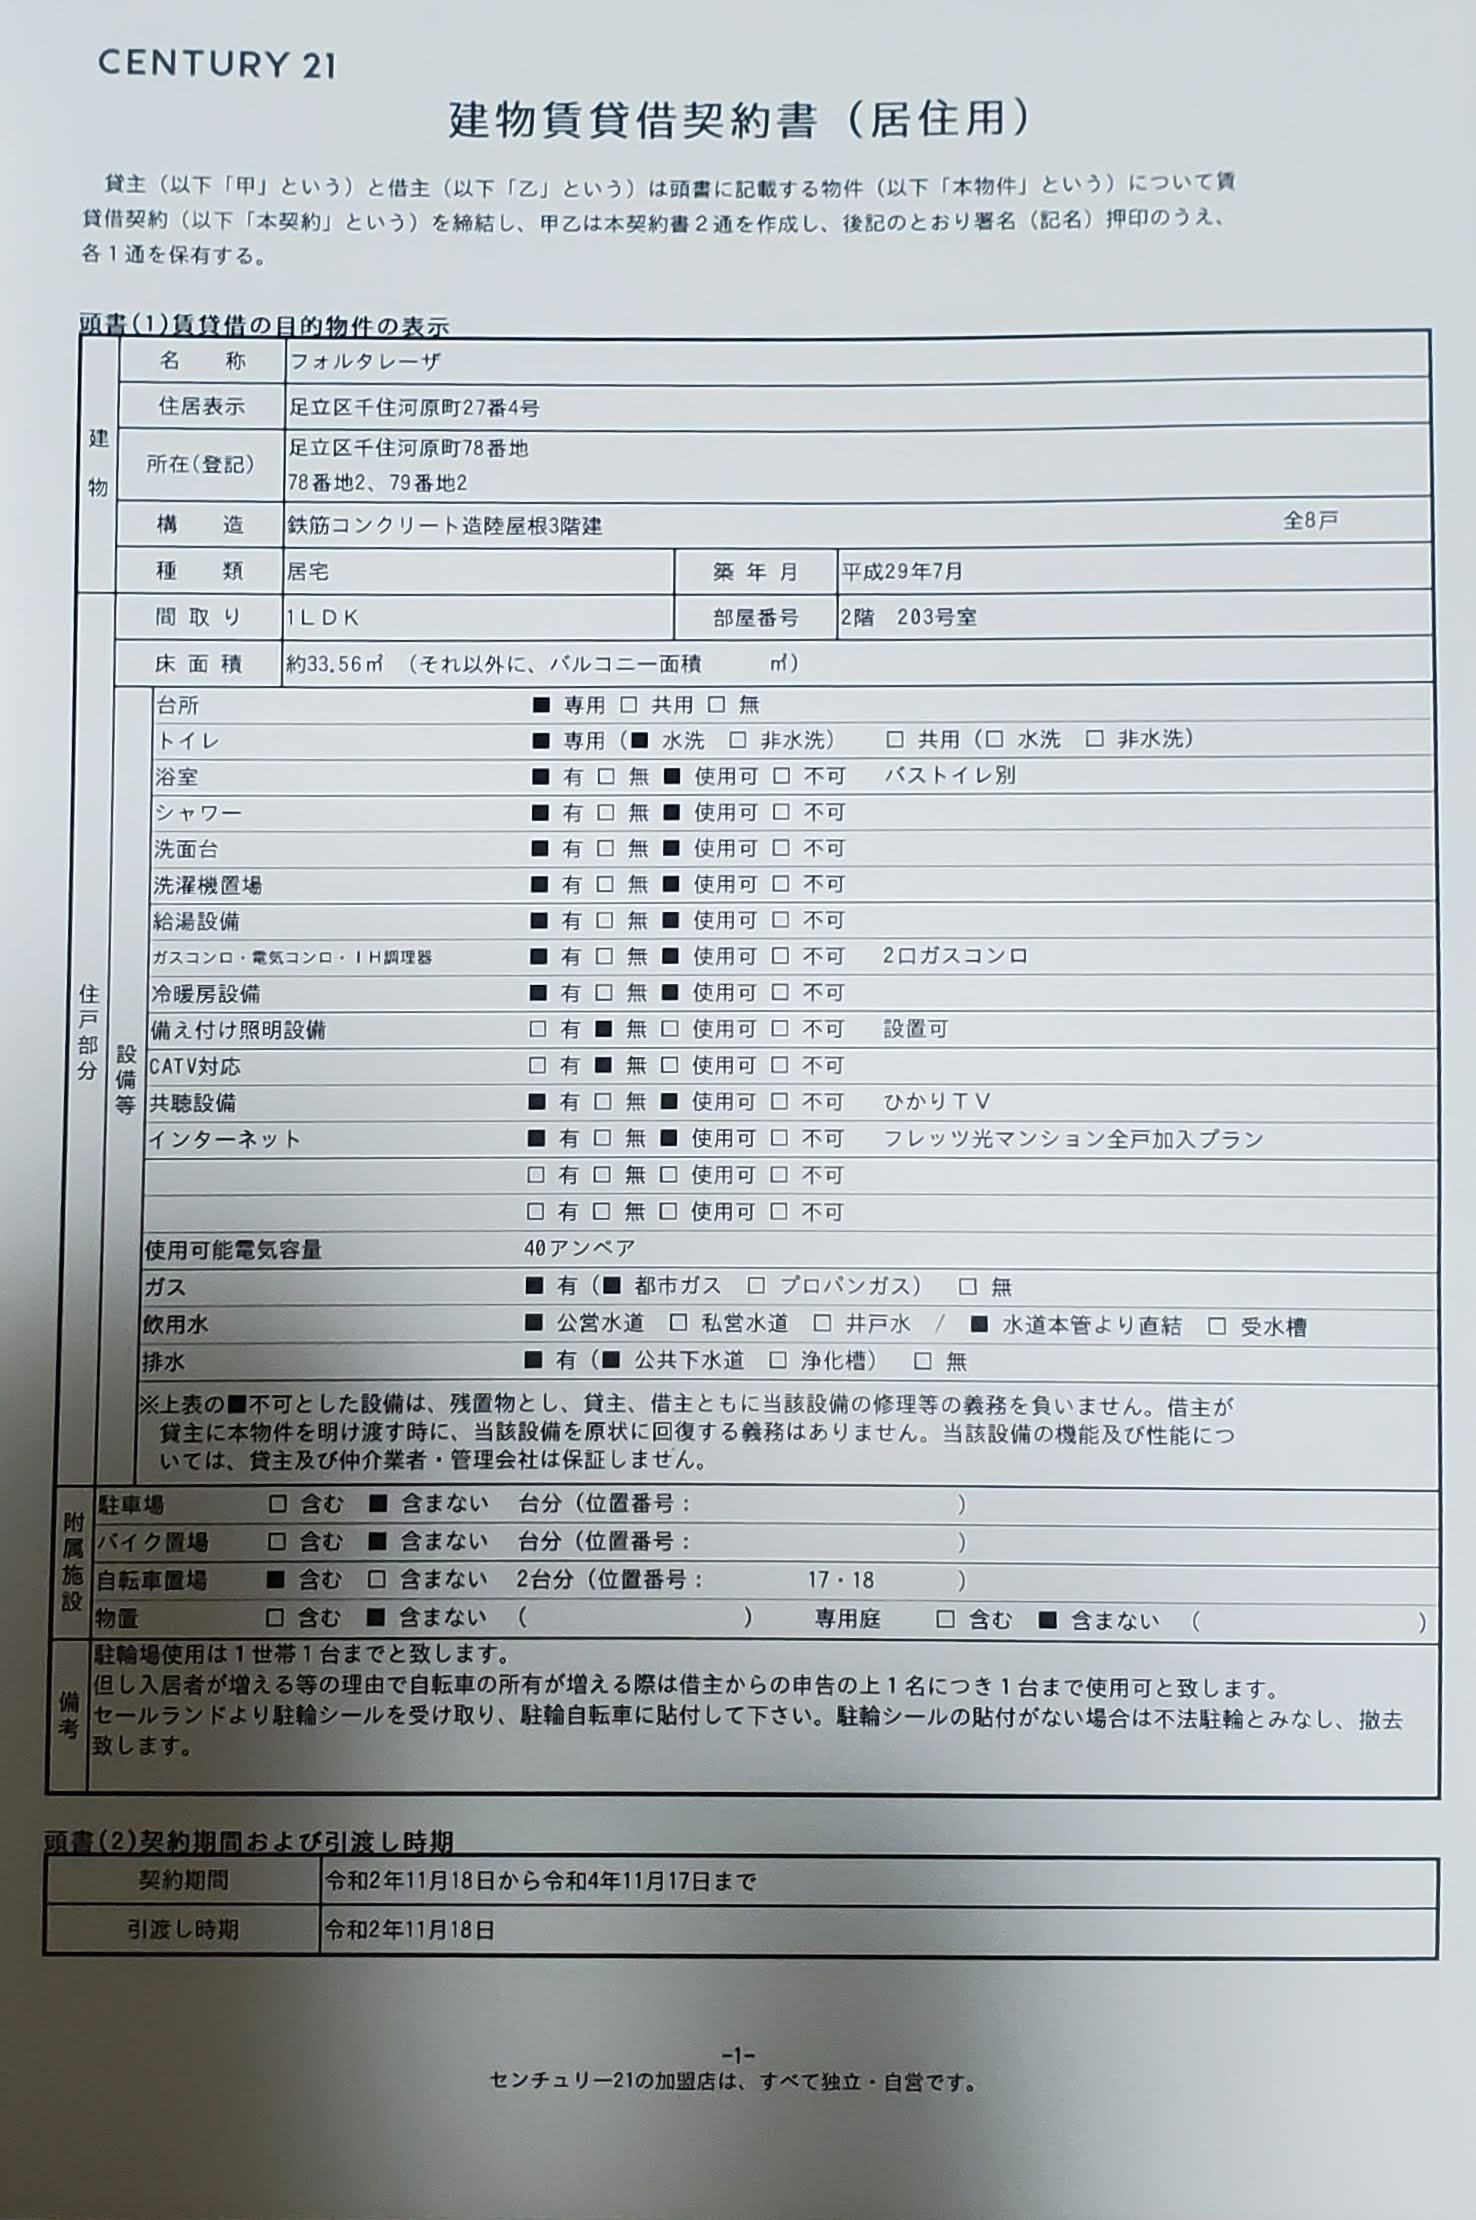 CENTURY 21
建物賃貸借契約書（居住用）
貸主（以下「甲」という）と借主（以下「乙」という）は頭書に記載する物件（以下「本物件」という）について賃
貸借契約（以下「本契約」という）を締結し、甲乙は本契約書２通を作成し、後記のとおり署名（記名）押印のうえ、
各１通を保有する。
頭書(1)賃貸借の目的物件の表示
建物
名　称 フォルタレーザ
住居表示 足立区千住河原町27番4号
所在(登記) 足立区千住河原町78番地
78番地2、79番地2
構　造 鉄筋コンクリート造陸屋根3階建 全8戸
種　類 居宅 築年月 平成29年7月
住戸部分
間取り 1ＬＤＫ 部屋番号 2階　203号室
床面積 約33.56㎡ （それ以外に、バルコニー面積　　　㎡）
設備等
台所 ■ 専用 □ 共用 □ 無
トイレ ■ 専用（■ 水洗 □ 非水洗） □ 共用（□ 水洗 □ 非水洗）
浴室 ■ 有 □ 無 ■ 使用可 □ 不可 バストイレ別
シャワー ■ 有 □ 無 ■ 使用可 □ 不可
洗面台 ■ 有 □ 無 ■ 使用可 □ 不可
洗濯機置場 ■ 有 □ 無 ■ 使用可 □ 不可
給湯設備 ■ 有 □ 無 ■ 使用可 □ 不可
ガスコンロ・電気コンロ・ＩＨ調理器 ■ 有 □ 無 ■ 使用可 □ 不可 2口ガスコンロ
冷暖房設備 ■ 有 □ 無 ■ 使用可 □ 不可
備え付け照明設備 □ 有 ■ 無 □ 使用可 □ 不可 設置可
CATV対応 □ 有 ■ 無 □ 使用可 □ 不可
共聴設備 ■ 有 □ 無 ■ 使用可 □ 不可 ひかりＴＶ
インターネット ■ 有 □ 無 ■ 使用可 □ 不可 フレッツ光マンション全戸加入プラン
□ 有 □ 無 □ 使用可 □ 不可
□ 有 □ 無 □ 使用可 □ 不可
使用可能電気容量 40アンペア
ガス ■ 有（■ 都市ガス □ プロパンガス） □ 無
飲用水 ■ 公営水道 □ 私営水道 □ 井戸水 / ■ 水道本管より直結 □ 受水槽
排水 ■ 有（■ 公共下水道 □ 浄化槽） □ 無
※上表の■不可とした設備は、残置物とし、貸主、借主ともに当該設備の修理等の義務を負いません。借主が
貸主に本物件を明け渡す時に、当該設備を原状に回復する義務はありません。当該設備の機能及び性能につ
いては、貸主及び仲介業者・管理会社は保証しません。
附属施設
駐車場 □ 含む ■ 含まない 台分（位置番号：　　　）
バイク置場 □ 含む ■ 含まない 台分（位置番号：　　　）
自転車置場 ■ 含む □ 含まない 2台分（位置番号： 17・18 ）
物置 □ 含む ■ 含まない （　　　） 専用庭 □ 含む ■ 含まない （　　　）
備考
駐輪場使用は１世帯１台までと致します。
但し入居者が増える等の理由で自転車の所有が増える際は借主からの申告の上１名につき１台まで使用可と致します。
セールランドより駐輪シールを受け取り、駐輪自転車に貼付して下さい。駐輪シールの貼付がない場合は不法駐輪とみなし、撤去
致します。
頭書(2)契約期間および引渡し時期
契約期間 令和2年11月18日から令和4年11月17日まで
引渡し時期 令和2年11月18日
-1-
センチュリー21の加盟店は、すべて独立・自営です。